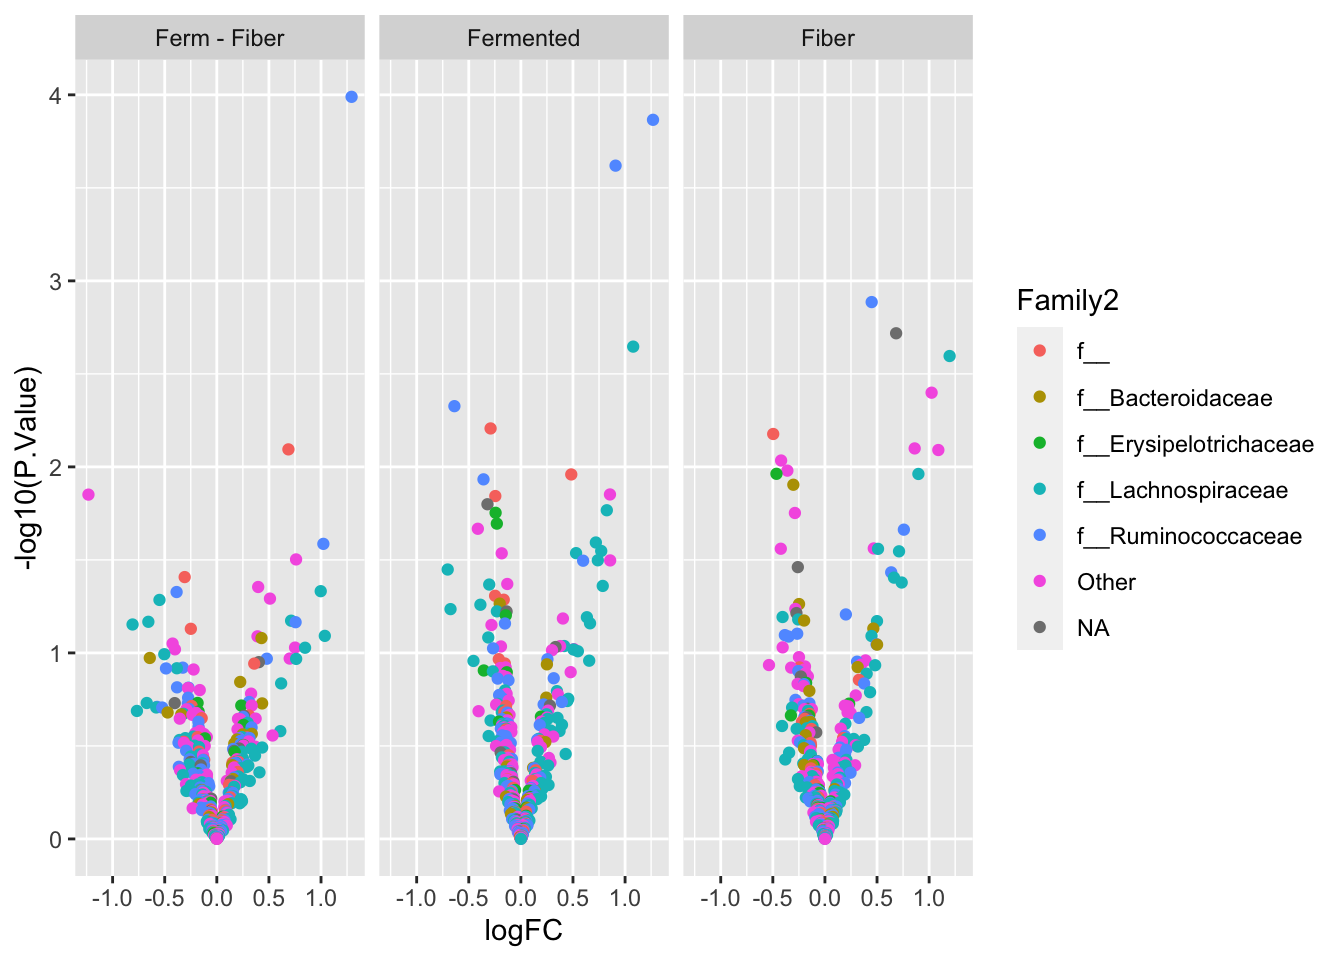 Ferm - Fiber
Fermented
Fiber
4
3
2
1
0
-log10(P.Value)
-1.0 -0.5 0.0 0.5 1.0
-1.0 -0.5 0.0 0.5 1.0
-1.0 -0.5 0.0 0.5 1.0
logFC
Family2
f__
f__Bacteroidaceae
f__Erysipelotrichaceae
f__Lachnospiraceae
f__Ruminococcaceae
Other
NA